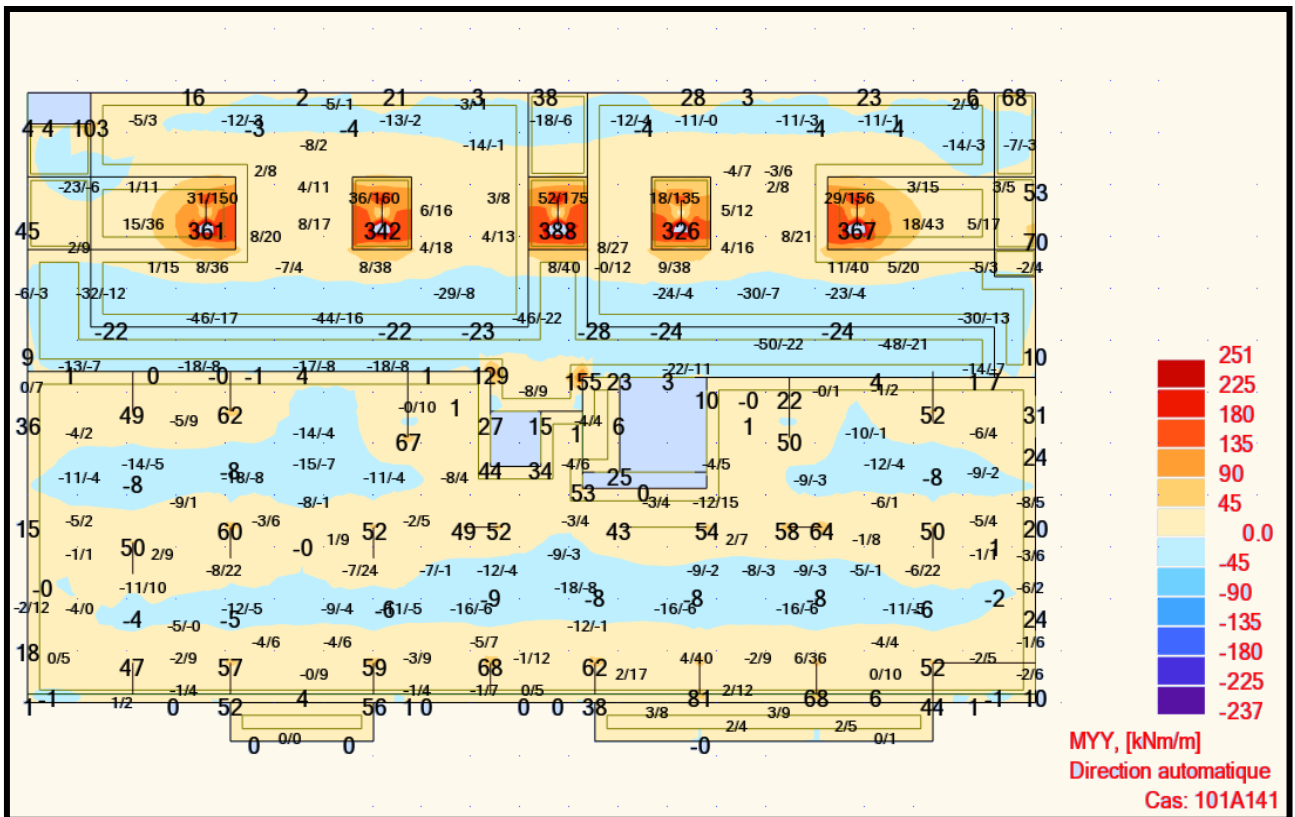 16 2 -5/-1 21 -3/-1 3 38 28 3 23 -2/-0 6 68
4 4 103 -5/3 -12/-3 -3 -4 -13/-2 -18/-6 -12/-4 -4 -11/-0 -11/-3 -4 -11/-1 -4
-8/2 -14/-1 -14/-3 -7/-3
2/8 -4/7 -3/6
-23/-6 1/11 4/11 2/8 3/15 3/5 53
31/150 36/160 3/8 52/175 18/135 29/156
6/16 5/12
45 15/36 361 8/17 342 388 326 367 18/43 5/17
8/20 4/13 8/21
2/9 4/18 8/27 4/16 70
1/15 8/36 -7/4 8/38 8/40 -0/12 9/38 11/40 5/20 -5/3 -2/4
-6/-3 -32/-12 -29/-8 -24/-4 -30/-7 -23/-4
-46/-17 -44/-16 -46/-22 -30/-13
-22 -22 -23 -28 -24 -24
-50/-22 -48/-21
9 10
-13/-7 -18/-8 -17/-8 -18/-8 -22/-11 -14/-7
0/7 1 0 -0 -1 4 1 129 155 23 3 4 1 7
-8/9 -0/1 -1/2
49 62 -0/10 1 10 -0 22 52 31
36 -4/2 -5/9 -14/-4 67 27 15 1 -4/4 6 1 50 -10/-1 -6/4
-14/-5 -15/-7 -4/6 -4/5 -12/-4 24
-11/-4 -8 -8 -18/-8 -11/-4 -8/4 44 34 25 -9/-3 -8 -9/-2
-9/1 -8/-1 53 0 -3/4 -12/15 -6/1 -8/5
15 -5/2 60 -3/6 52 -2/5 49 52 -3/4 43 54 58 64 50 -5/4 20
1/9 2/7 -1/8
-1/1 50 2/9 -0 -9/-3 -1/1 1 -3/6
-8/22 -7/24 -7/-1 -12/-4 -9/-2 -8/-3 -9/-3 -5/-1 -6/22
-0 -11/10 -18/-8 -6/2
-2/12 -4/0 -12/-5 -9/-4 -6 -11/-5 -16/-6 -9 -8 -16/-6 -8 -16/-6 -8 -11/-5 -6 -2
-4 -5/-0 -5 -12/-1 24
-4/6 -4/6 -5/7 -4/4 -1/6
18 0/5 -2/9 -3/9 -1/12 4/40 -2/9 6/36 -2/5
47 57 -0/9 59 68 62 2/17 0/10 52 -2/6
-1 -1/4 -1/4 -1/7 0/5 2/12 -1
1 1/2 0 52 4 56 1 0 0 0 38 81 68 6 44 1 10
3/8 3/9
2/4 2/5
0 0/0 0 -0 0/1
251
225
180
135
90
45
0.0
-45
-90
-135
-180
-225
-237
MYY, [kNm/m]
Direction automatique
Cas: 101A141